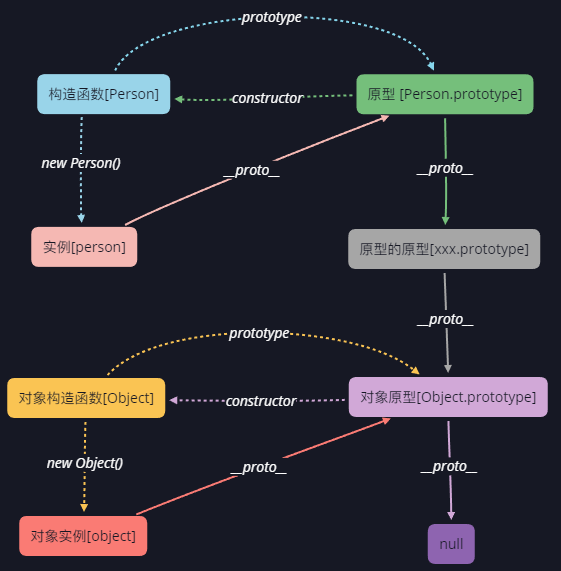 prototype
构造函数[Person]
constructor
原型 [Person.prototype]
new Person()
__proto__
__proto__
实例[person]
原型的原型[xxx.prototype]
__proto__
prototype
对象构造函数[Object]
constructor
对象原型[Object.prototype]
new Object()
__proto__
__proto__
对象实例[object]
null